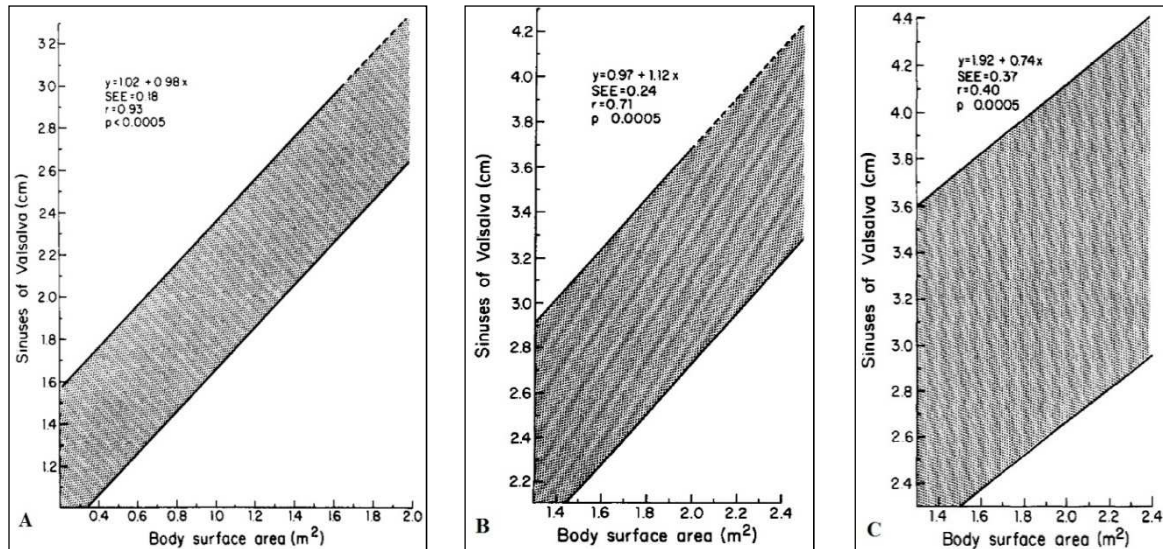 Sinuses of Valsalva (cm)
3.2
3.0
2.8
2.6
2.4
2.2
2.0
1.8
1.6
1.4
1.2
y=1.02 + 0.98x
SEE=0.18
r=0.93
p<0.0005
0.4 0.6 0.8 1.0 1.2 1.4 1.6 1.8 2.0
A
Body surface area (m²)
Sinuses of Valsalva (cm)
4.2
4.0
3.8
3.6
3.4
3.2
3.0
2.8
2.6
2.4
2.2
y=0.97 + 1.12x
SEE=0.24
r=0.71
p 0.0005
1.4 1.6 1.8 2.0 2.2 2.4
B
Body surface area (m²)
Sinuses of Valsalva (cm)
4.4
4.2
4.0
3.8
3.6
3.4
3.2
3.0
2.8
2.6
2.4
y=1.92 + 0.74x
SEE=0.37
r=0.40
p 0.0005
1.4 1.6 1.8 2.0 2.2 2.4
C
Body surface area (m²)